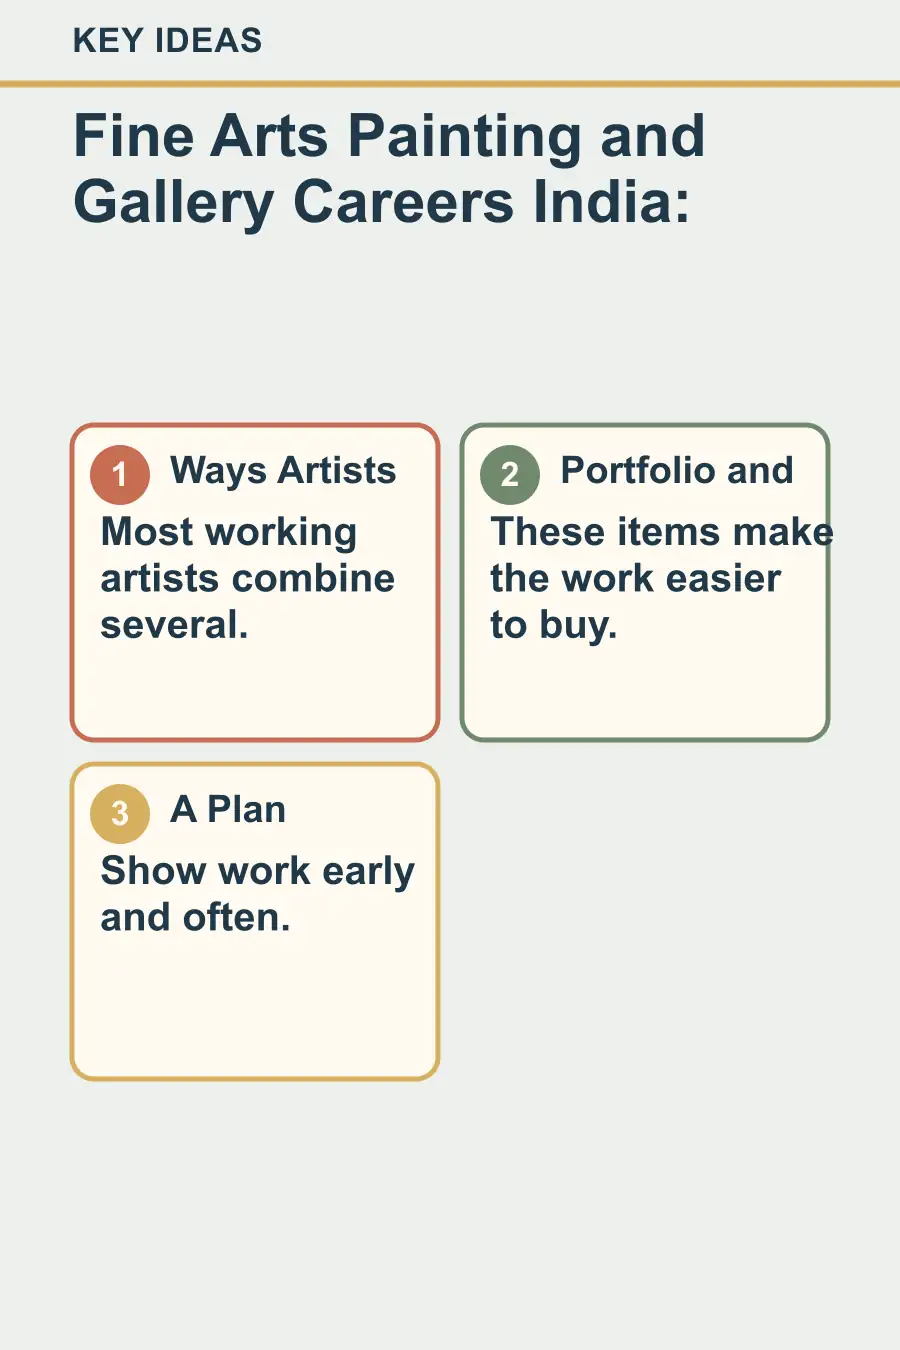 KEY IDEAS
Fine Arts Painting and
Gallery Careers India:
1 Ways Artists
Most working
artists combine
several.
2 Portfolio and
These items make
the work easier
to buy.
3 A Plan
Show work early
and often.